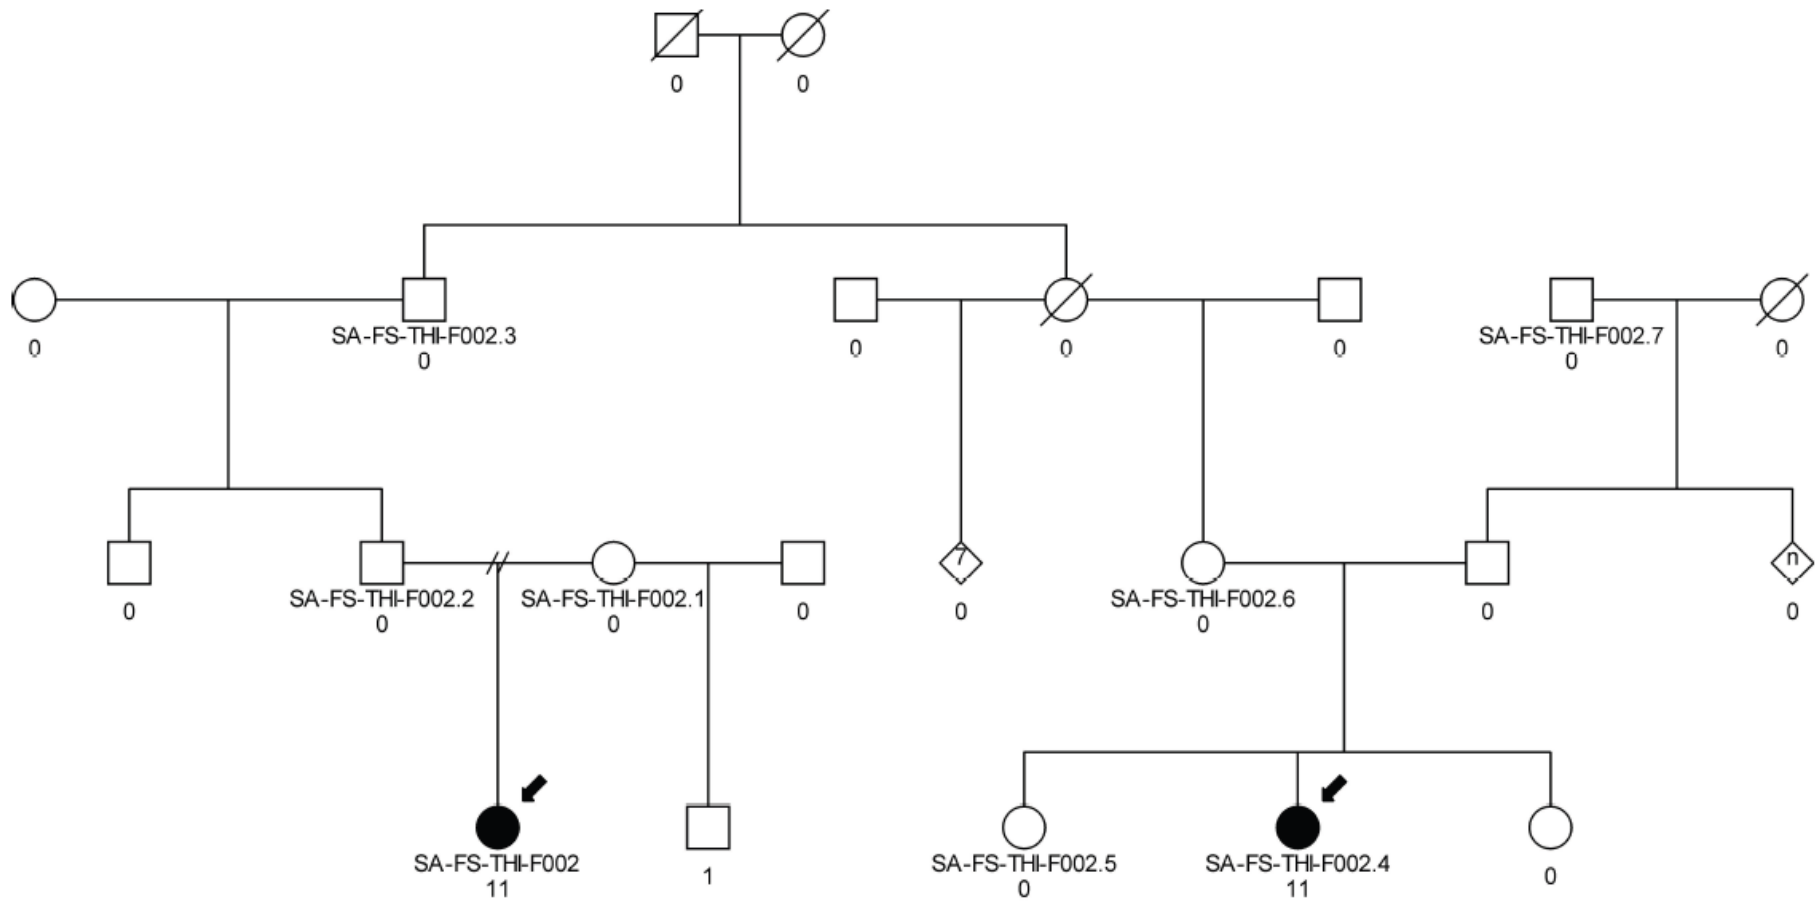 0 0
SA-FS-THI-F002.3 SA-FS-THI-F002.7
0 0 0 0 0 0 0
7 n
SA-FS-THI-F002.2 SA-FS-THI-F002.1 SA-FS-THI-F002.6
0 0 0 0 0 0 0 0
SA-FS-THI-F002 SA-FS-THI-F002.5 SA-FS-THI-F002.4
11 1 0 11 0